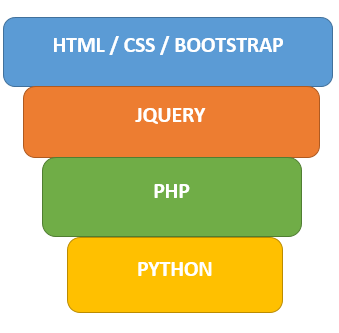 HTML / CSS / BOOTSTRAP
JQUERY
PHP
PYTHON